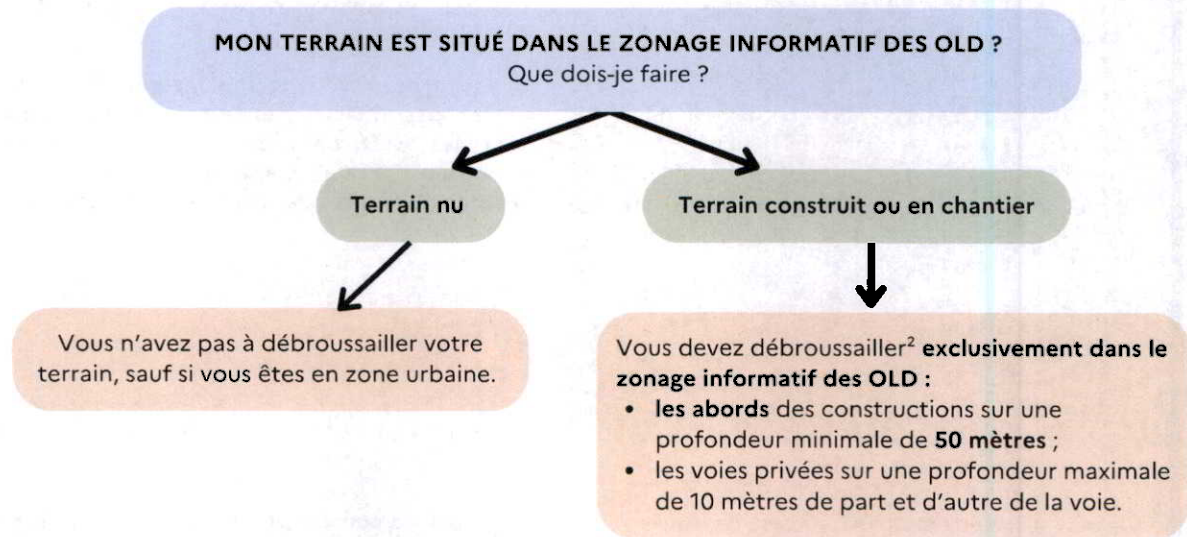 MON TERRAIN EST SITUÉ DANS LE ZONAGE INFORMATIF DES OLD ?
Que dois-je faire ?
Terrain nu
Terrain construit ou en chantier
Vous n'avez pas à débroussailler votre
terrain, sauf si vous êtes en zone urbaine.
Vous devez débroussailler² exclusivement dans le
zonage informatif des OLD :
• les abords des constructions sur une
profondeur minimale de 50 mètres ;
• les voies privées sur une profondeur maximale
de 10 mètres de part et d'autre de la voie.